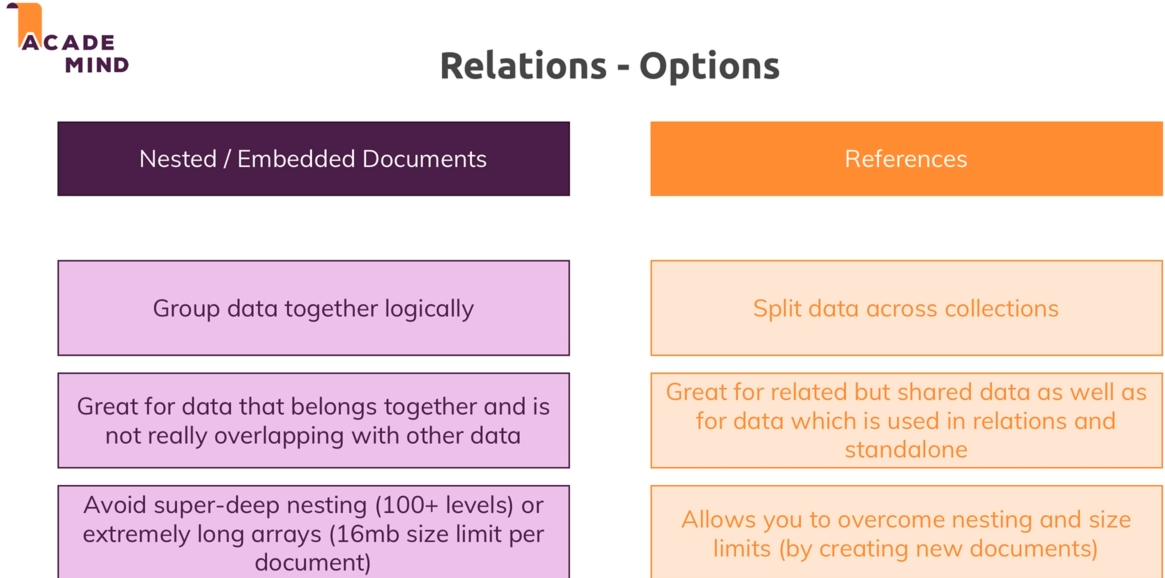 ACADE
MIND
Relations - Options
Nested / Embedded Documents
References
Group data together logically
Split data across collections
Great for data that belongs together and is
not really overlapping with other data
Great for related but shared data as well as
for data which is used in relations and
standalone
Avoid super-deep nesting (100+ levels) or
extremely long arrays (16mb size limit per
document)
Allows you to overcome nesting and size
limits (by creating new documents)